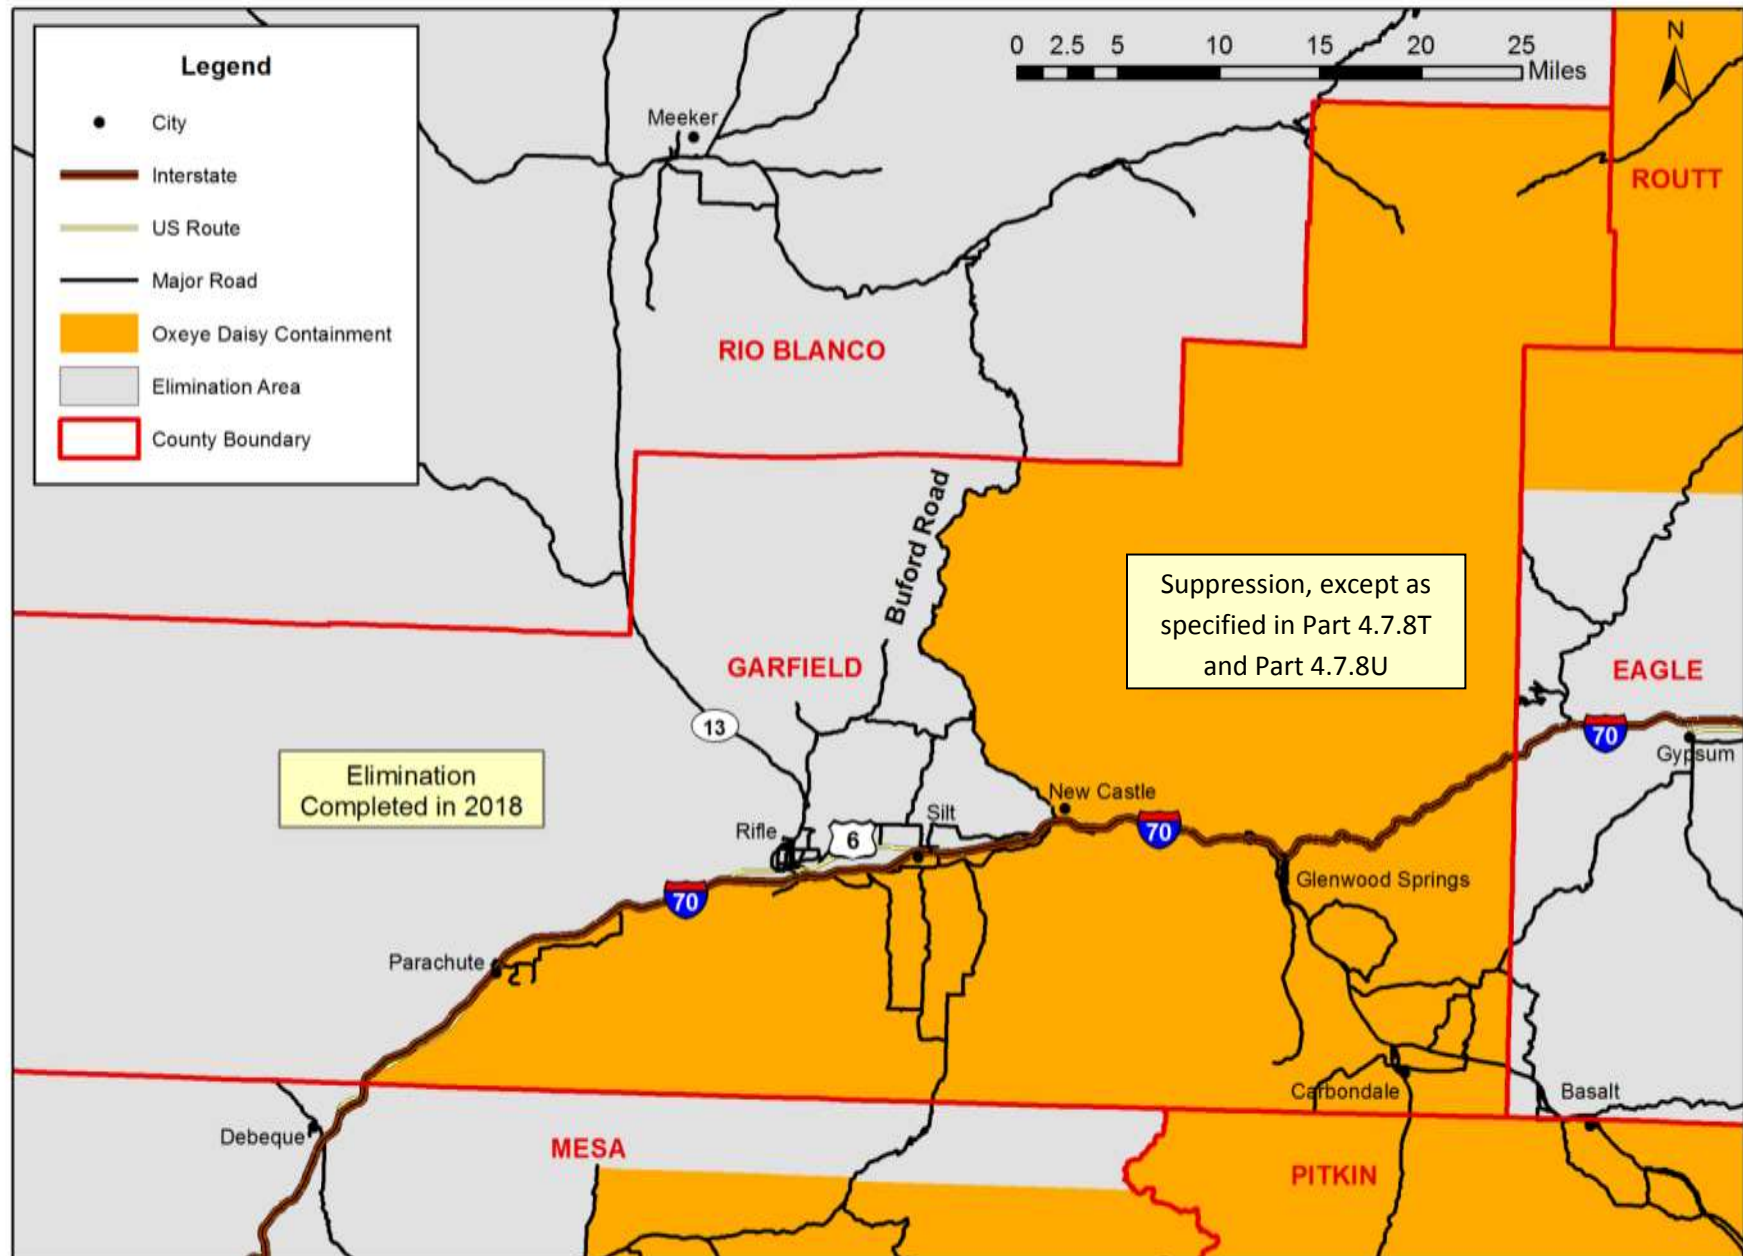 Legend
City
Interstate
US Route
Major Road
Oxeye Daisy Containment
Elimination Area
County Boundary
0 2.5 5 10 15 20 25
Miles
N
Meeker
ROUTT
RIO BLANCO
Buford Road
Suppression, except as
specified in Part 4.7.8T
and Part 4.7.8U
GARFIELD
EAGLE
13
70
Gypsum
Elimination
Completed in 2018
New Castle
Silt
Rifle
6
70
Glenwood Springs
70
Parachute
Carbondale
Basalt
Debeque
MESA
PITKIN